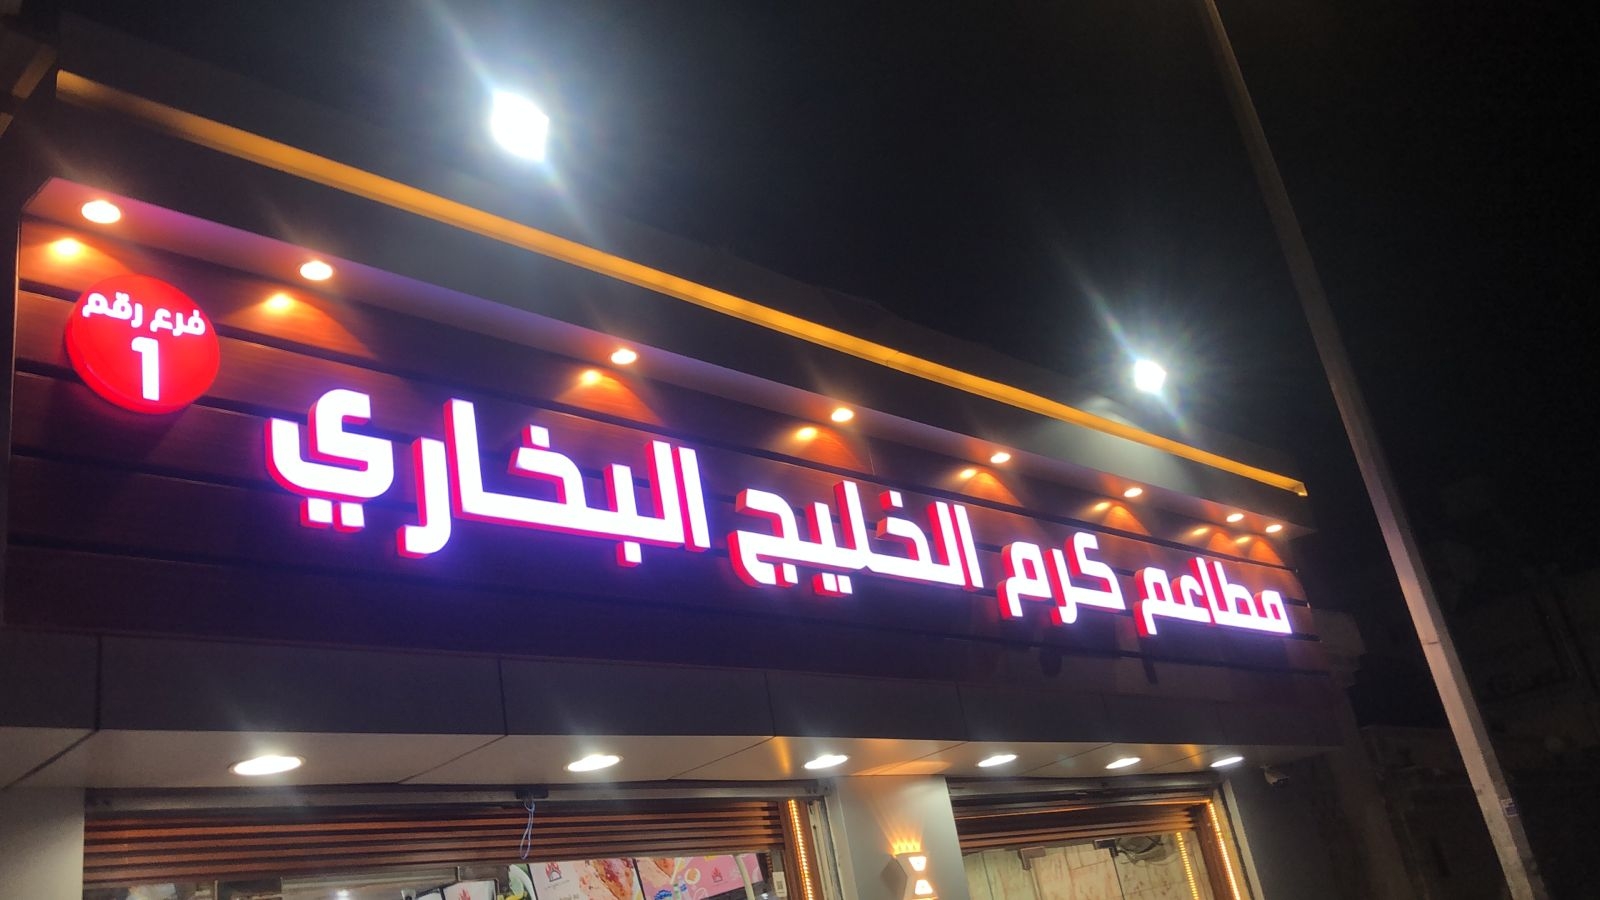 مطاعم كرم الخليج البخاري
فرع رقم
1